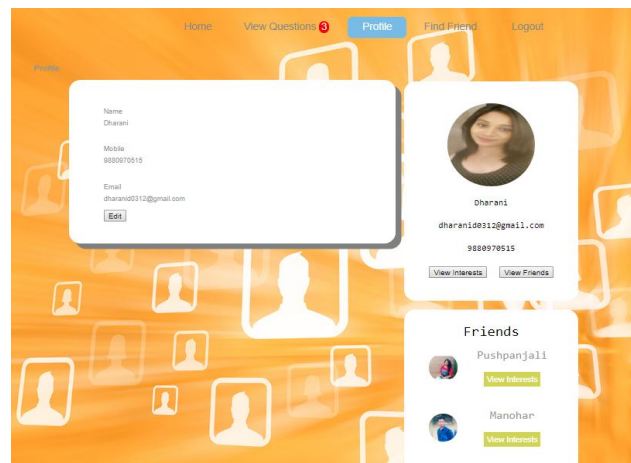 Home View Questions 3 Profile Find Friend Logout
Profile
Name
Dharani
Mobile
9880970515
Email
dharanid0312@gmail.com
Edit
Dharani
dharanid0312@gmail.com
9880970515
View Interests View Friends
Friends
Pushpanjali
View Interests
Manohar
View Interests